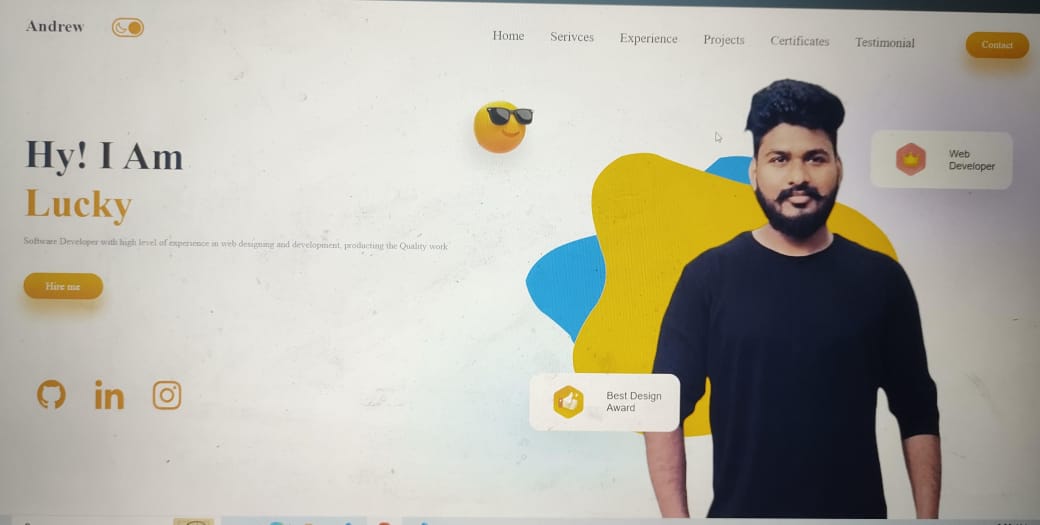 Andrew
Home Serivces Experience Projects Certificates Testimonial Contact
Hy! I Am
Lucky
Software Developer with high level of experience in web designing and development, producting the Quality work
Hire me
in
Web
Developer
Best Design
Award